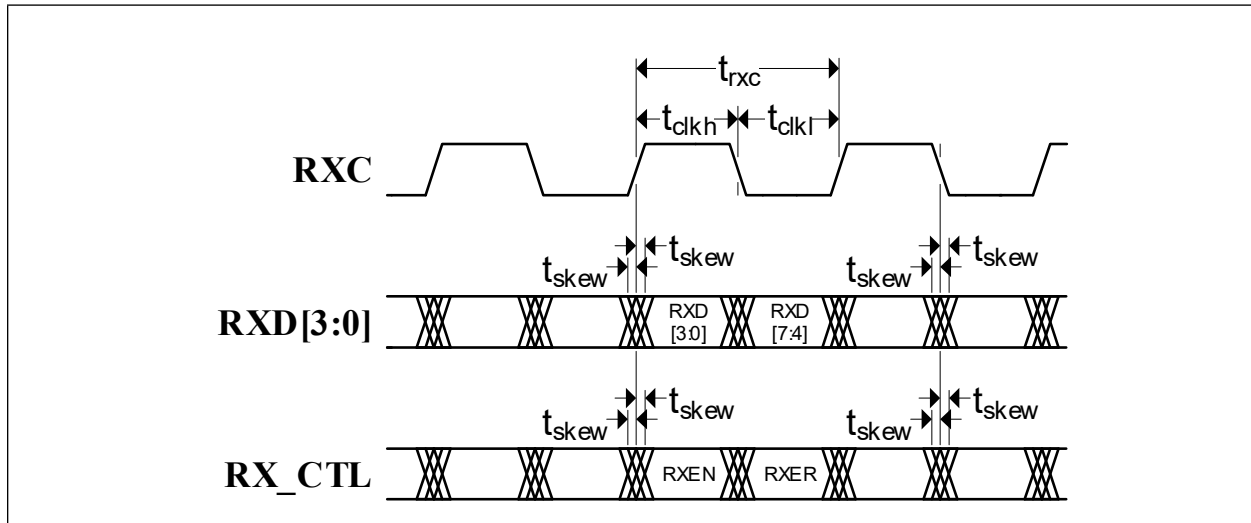 trxc
tclkh tclkl
RXC
tskew tskew
tskew tskew
RXD[3:0] RXD [3:0] RXD [7:4]
tskew tskew
tskew tskew
RX_CTL RXEN RXER